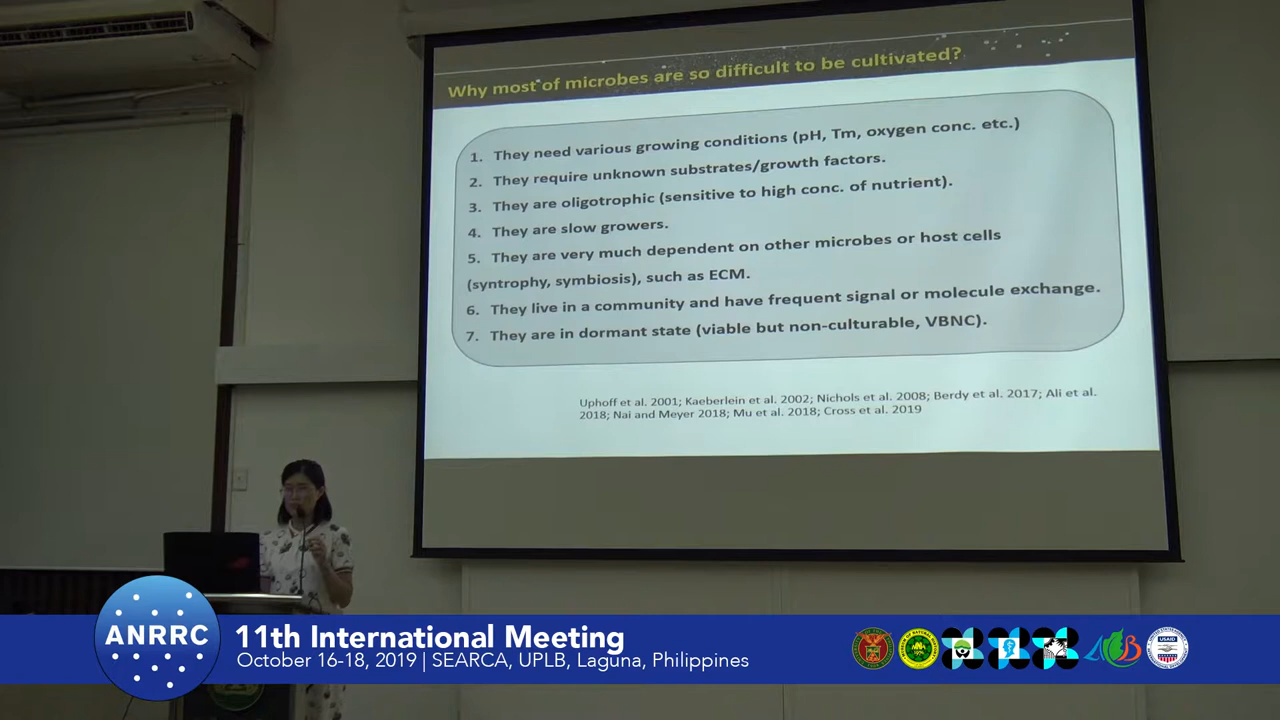 Why most of microbes are so difficult to be cultivated?
1. They need various growing conditions (pH, Tm, oxygen conc. etc.)
2. They require unknown substrates/growth factors.
3. They are oligotrophic (sensitive to high conc. of nutrient).
4. They are slow growers.
5. They are very much dependent on other microbes or host cells
(syntrophy, symbiosis), such as ECM.
6. They live in a community and have frequent signal or molecule exchange.
7. They are in dormant state (viable but non-culturable, VBNC).
Uphoff et al. 2001; Kaeberlein et al. 2002; Nichols et al. 2008; Berdy et al. 2017; Ali et al.
2018; Nai and Meyer 2018; Mu et al. 2018; Cross et al. 2019
ANRRC
11th International Meeting
October 16-18, 2019 | SEARCA, UPLB, Laguna, Philippines
USAID